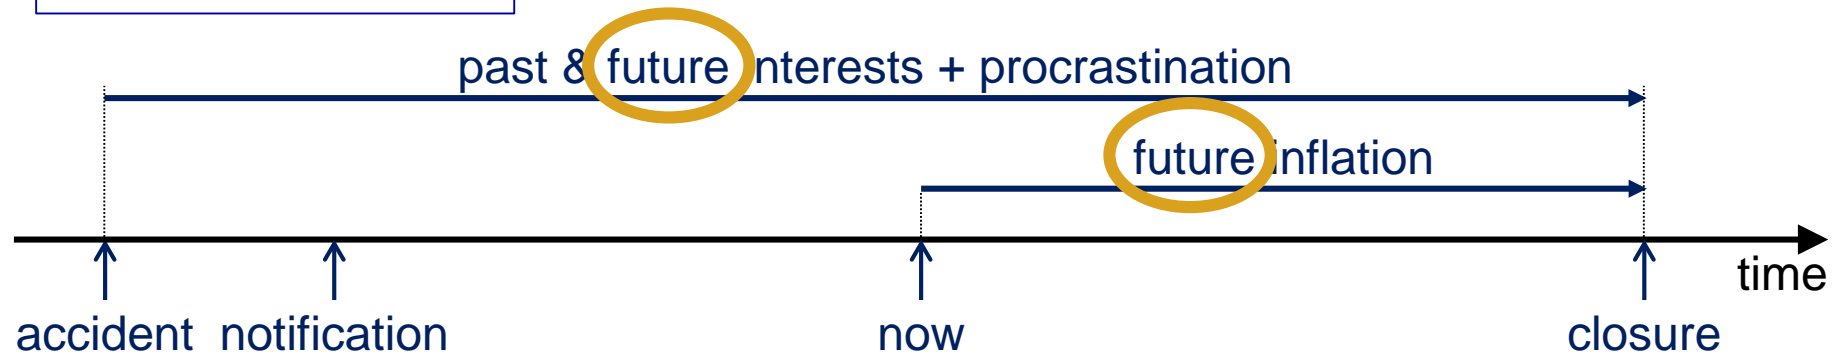 past & future interests + procrastination
future inflation
time
accident notification now closure